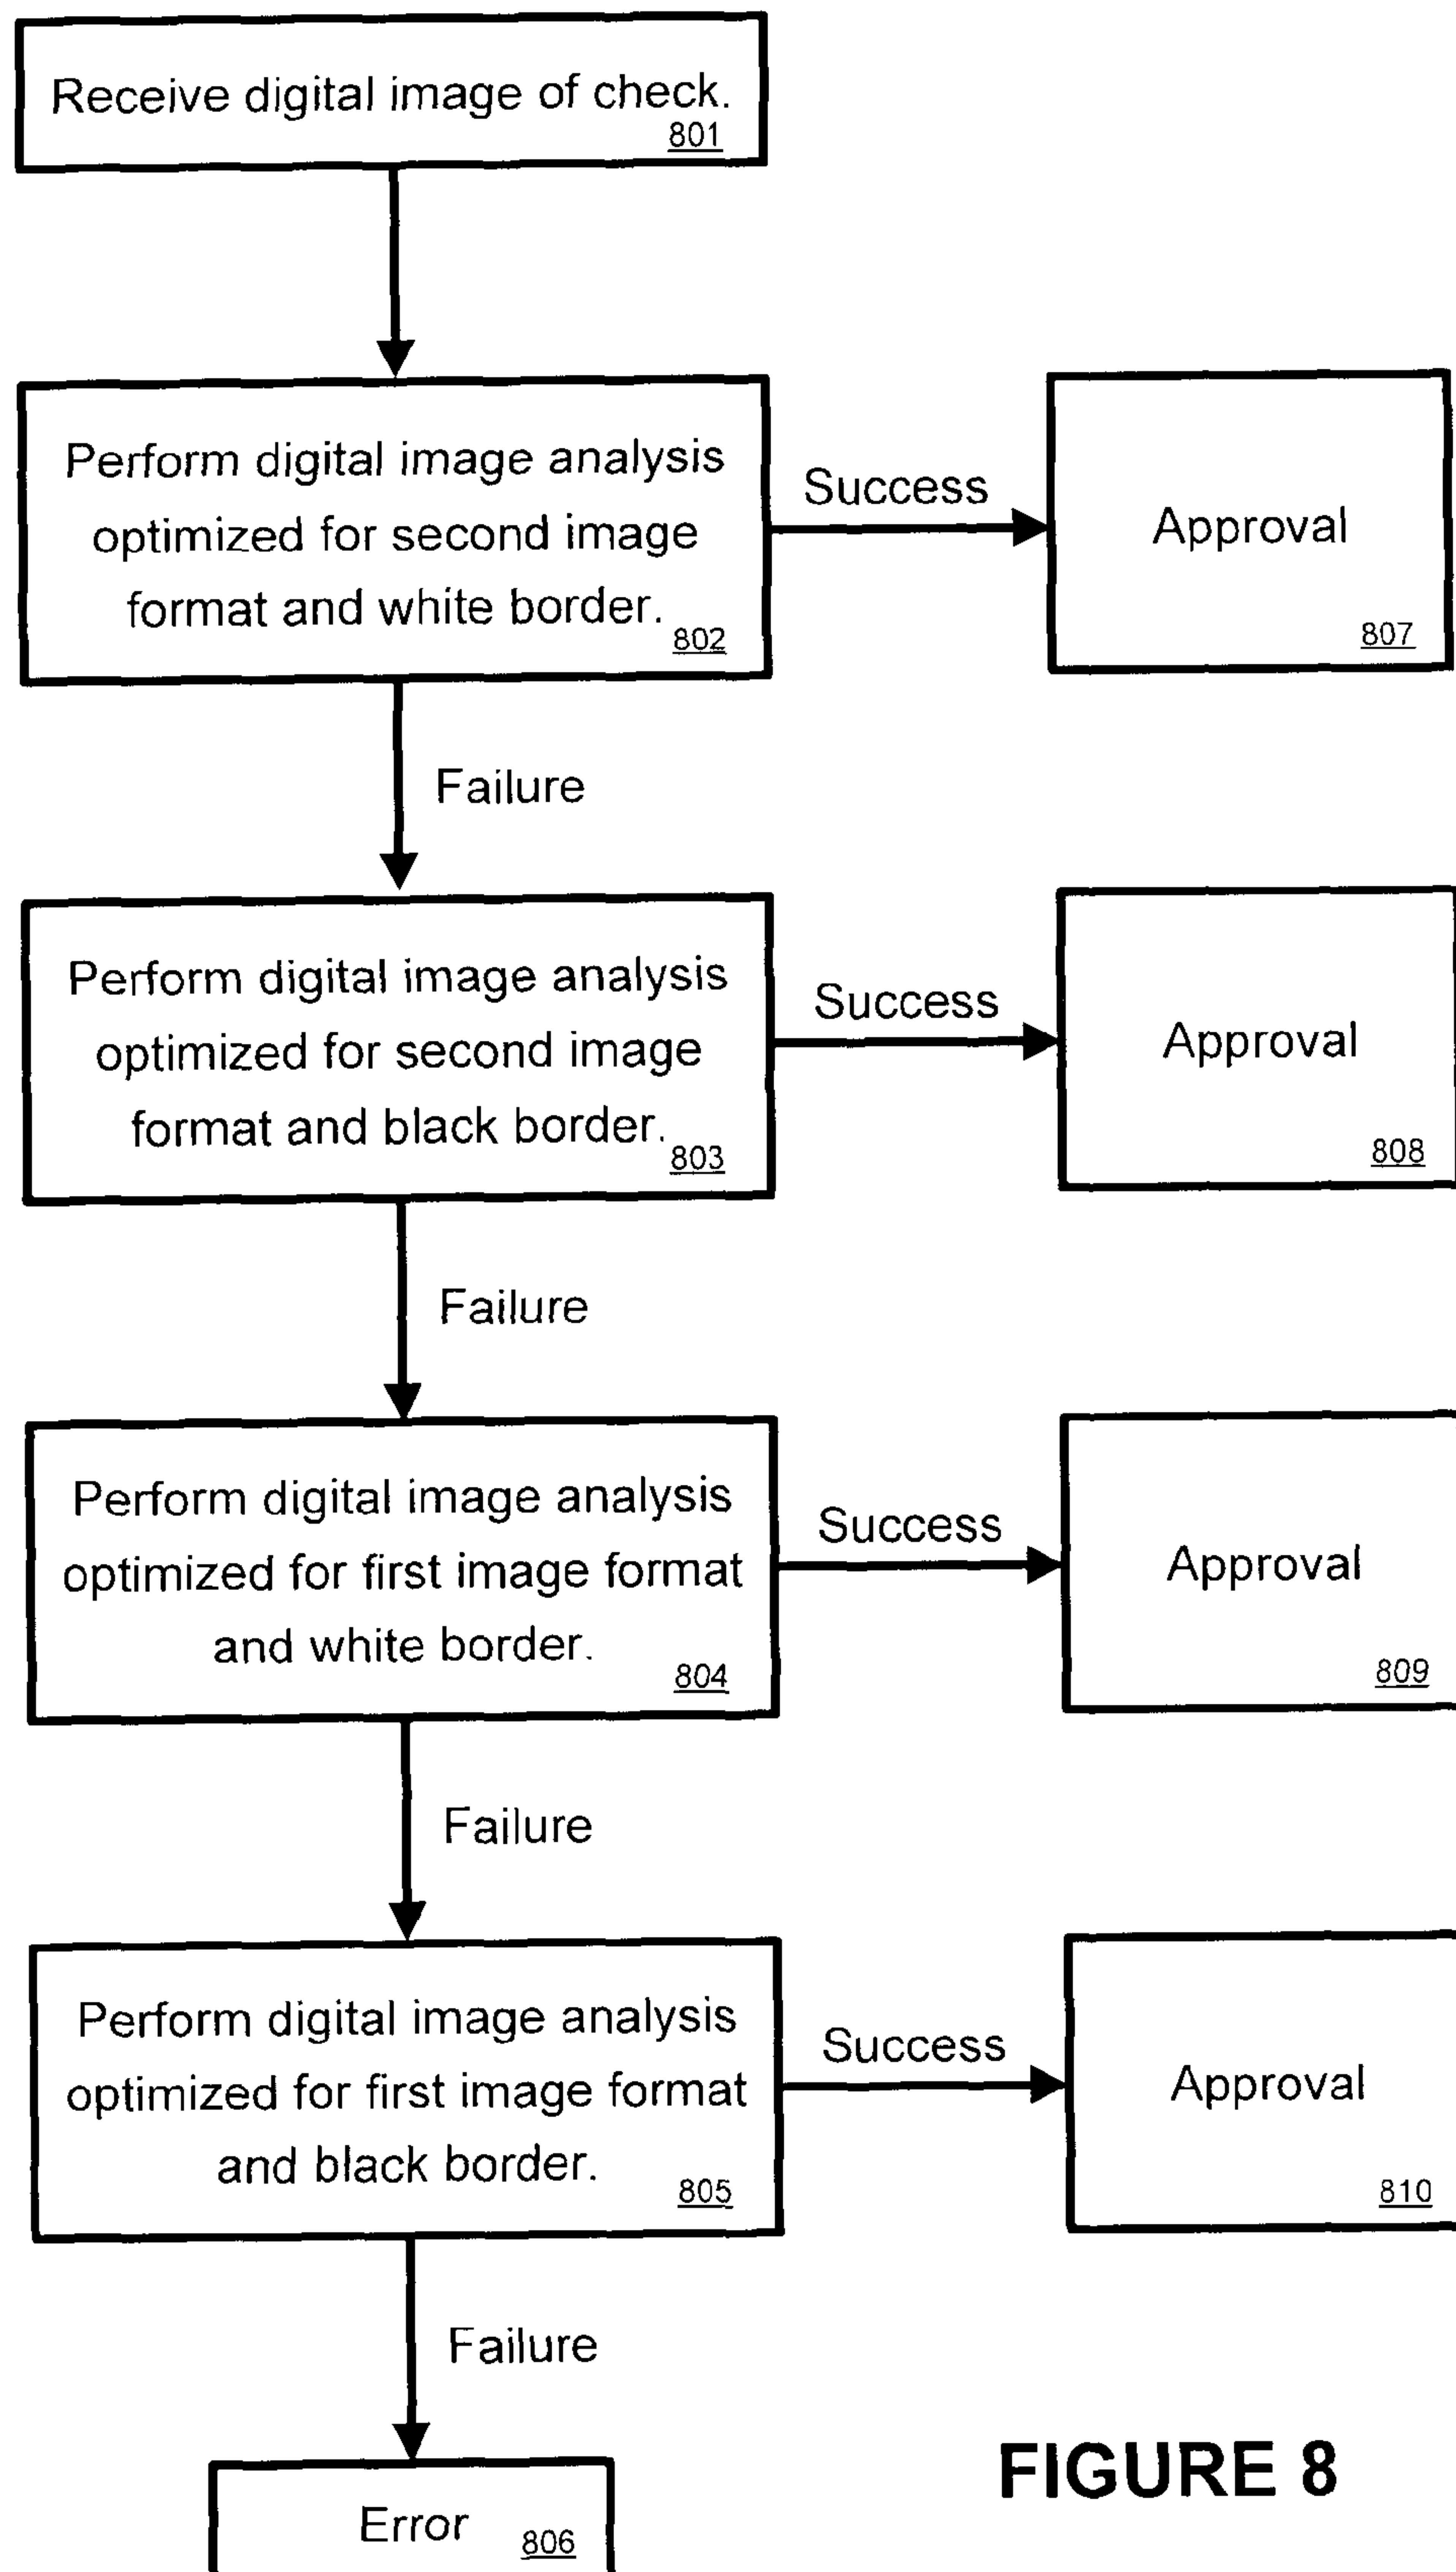 Receive digital image of check.
801
Perform digital image analysis
optimized for second image
format and white border.
802
Success
Approval
807
Failure
Perform digital image analysis
optimized for second image
format and black border.
803
Success
Approval
808
Failure
Perform digital image analysis
optimized for first image format
and white border.
804
Success
Approval
809
Failure
Perform digital image analysis
optimized for first image format
and black border.
805
Success
Approval
810
Failure
Error
806
FIGURE 8